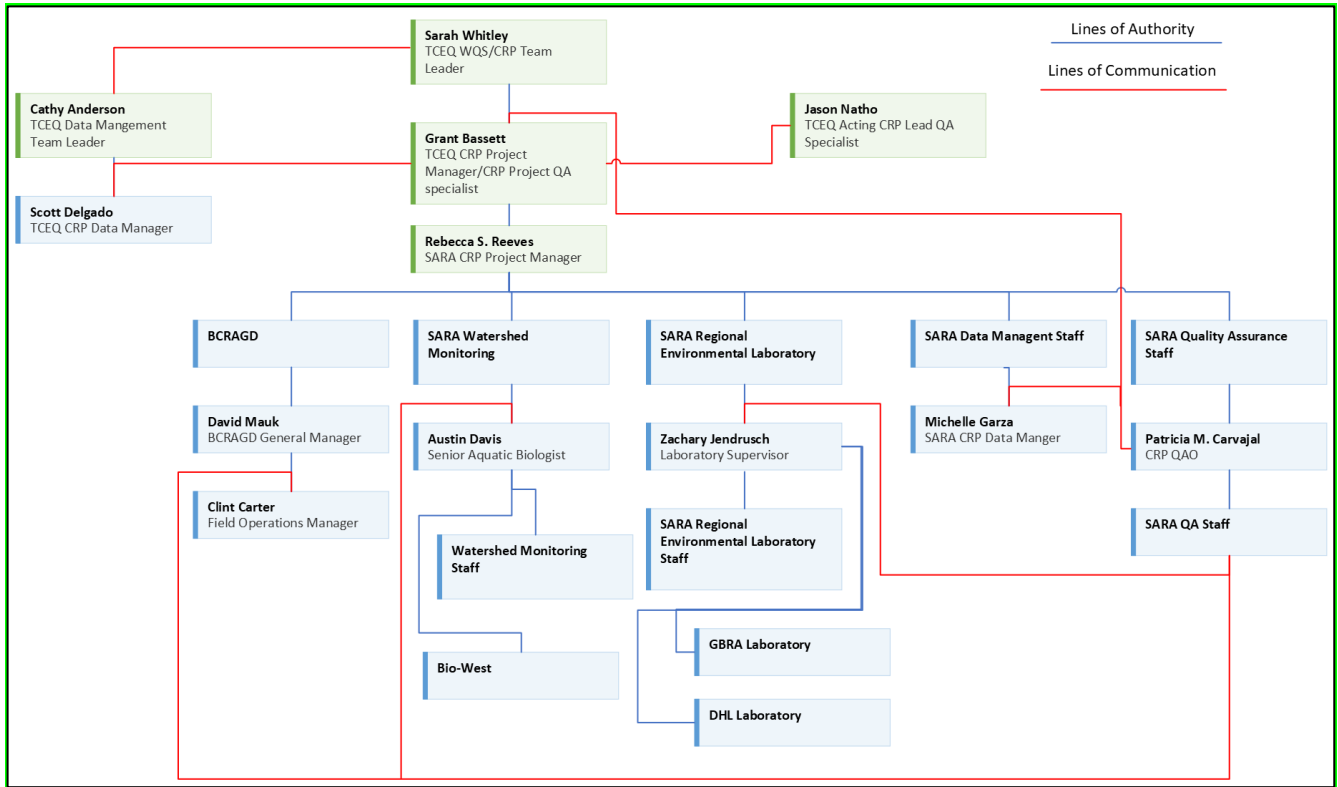 Sarah Whitley
TCEQ WQS/CRP Team
Leader
Lines of Authority
Lines of Communication
Cathy Anderson
TCEQ Data Mangement
Team Leader
Grant Bassett
TCEQ CRP Project
Manager/CRP Project QA
specialist
Jason Natho
TCEQ Acting CRP Lead QA
Specialist
Scott Delgado
TCEQ CRP Data Manager
Rebecca S. Reeves
SARA CRP Project Manager
BCRAGD
SARA Watershed
Monitoring
SARA Regional
Environmental Laboratory
SARA Data Managent Staff
SARA Quality Assurance
Staff
David Mauk
BCRAGD General Manager
Austin Davis
Senior Aquatic Biologist
Zachary Jendrusch
Laboratory Supervisor
Michelle Garza
SARA CRP Data Manger
Patricia M. Carvajal
CRP QAO
Clint Carter
Field Operations Manager
Watershed Monitoring
Staff
SARA Regional
Environmental Laboratory
Staff
SARA QA Staff
Bio-West
GBRA Laboratory
DHL Laboratory